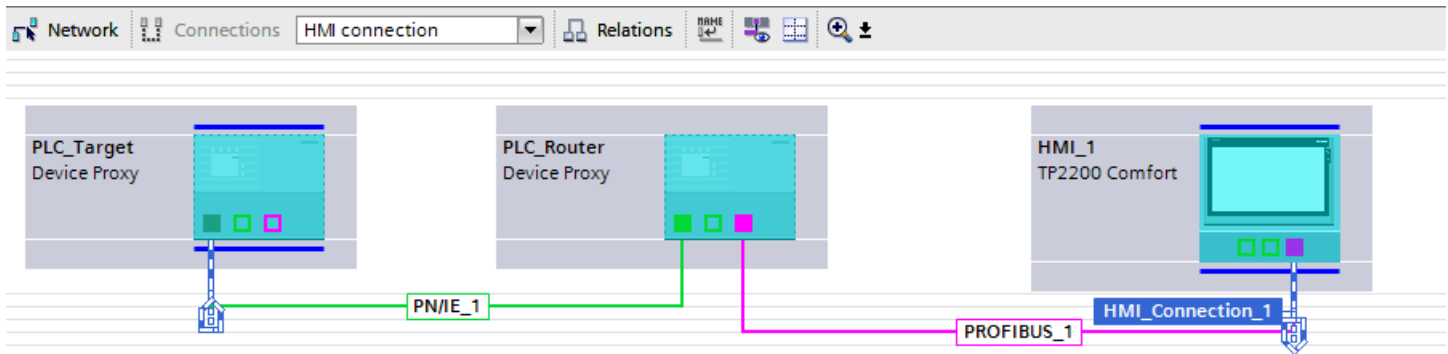 Network Connections HMI connection Relations NAME
PLC_Target
Device Proxy
PLC_Router
Device Proxy
HMI_1
TP2200 Comfort
PN/IE_1
HMI_Connection_1
PROFIBUS_1